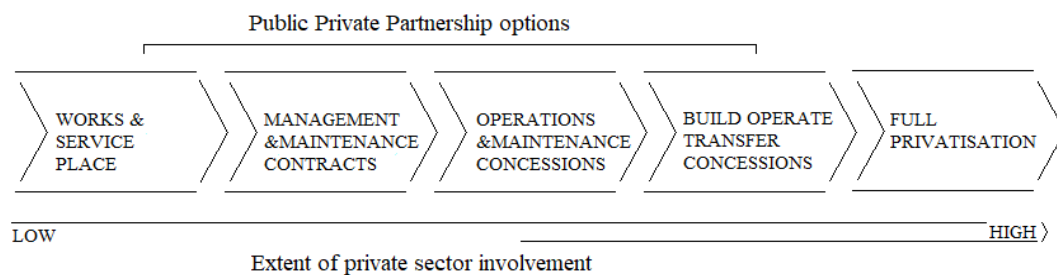 Public Private Partnership options
WORKS &
SERVICE
PLACE
MANAGEMENT
&MAINTENANCE
CONTRACTS
OPERATIONS
&MAINTENANCE
CONCESSIONS
BUILD OPERATE
TRANSFER
CONCESSIONS
FULL
PRIVATISATION
LOW
HIGH
Extent of private sector involvement